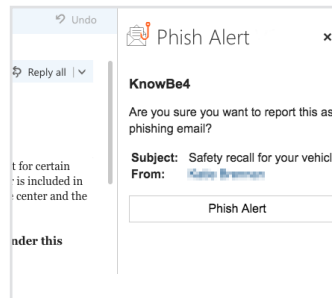 Undo
Reply all
t for certain
r is included in
center and the
nder this
Phish Alert
×
KnowBe4
Are you sure you want to report this as
phishing email?
Subject: Safety recall for your vehicl
From:
Phish Alert